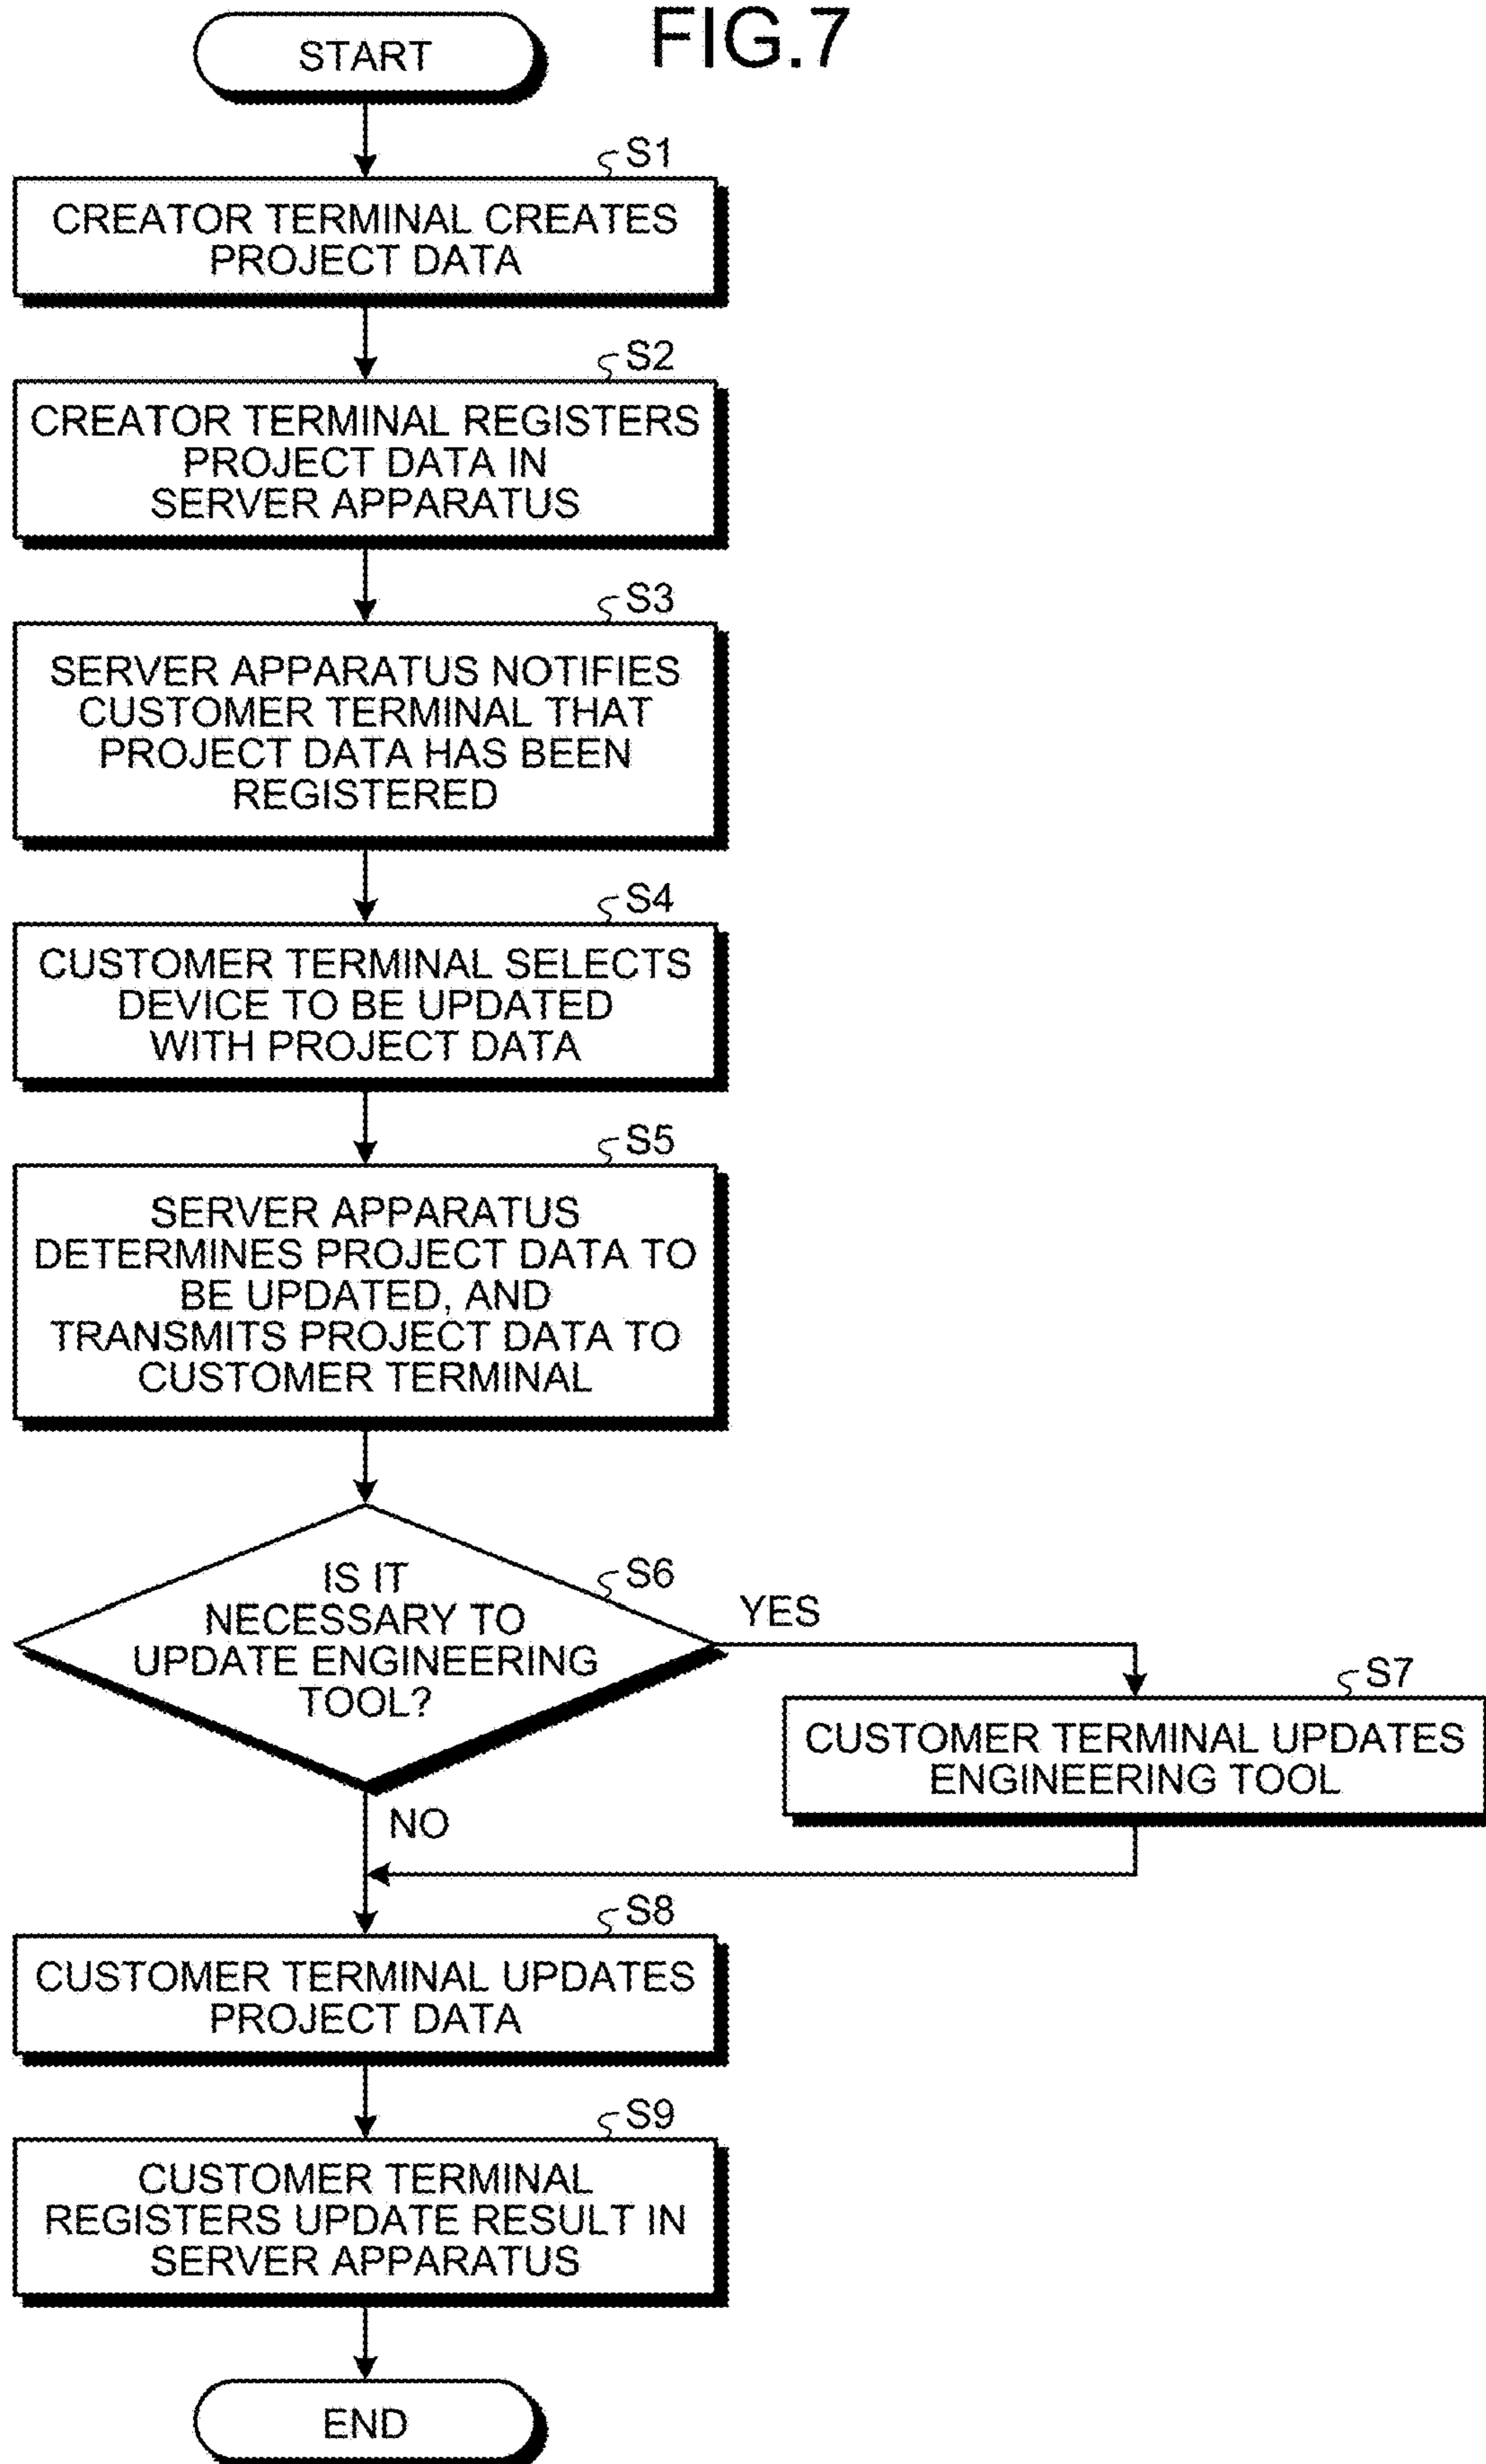 FIG.7
START
S1
CREATOR TERMINAL CREATES
PROJECT DATA
S2
CREATOR TERMINAL REGISTERS
PROJECT DATA IN
SERVER APPARATUS
S3
SERVER APPARATUS NOTIFIES
CUSTOMER TERMINAL THAT
PROJECT DATA HAS BEEN
REGISTERED
S4
CUSTOMER TERMINAL SELECTS
DEVICE TO BE UPDATED
WITH PROJECT DATA
S5
SERVER APPARATUS
DETERMINES PROJECT DATA TO
BE UPDATED, AND
TRANSMITS PROJECT DATA TO
CUSTOMER TERMINAL
S6
IS IT
NECESSARY TO
UPDATE ENGINEERING
TOOL?
YES
S7
CUSTOMER TERMINAL UPDATES
ENGINEERING TOOL
NO
S8
CUSTOMER TERMINAL UPDATES
PROJECT DATA
S9
CUSTOMER TERMINAL
REGISTERS UPDATE RESULT IN
SERVER APPARATUS
END